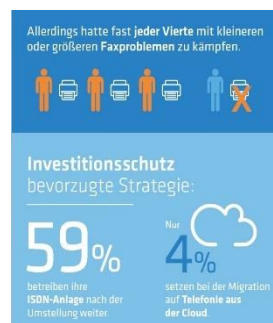 Allerdings hatte fast jeder Vierte mit kleineren
oder größeren Faxproblemen zu kämpfen.
Investitionsschutz
bevorzugte Strategie:
59%
betreiben ihre
ISDN-Anlage nach der
Umstellung weiter.
Nur
4%
setzen bei der Migration
auf Telefonie aus
der Cloud.